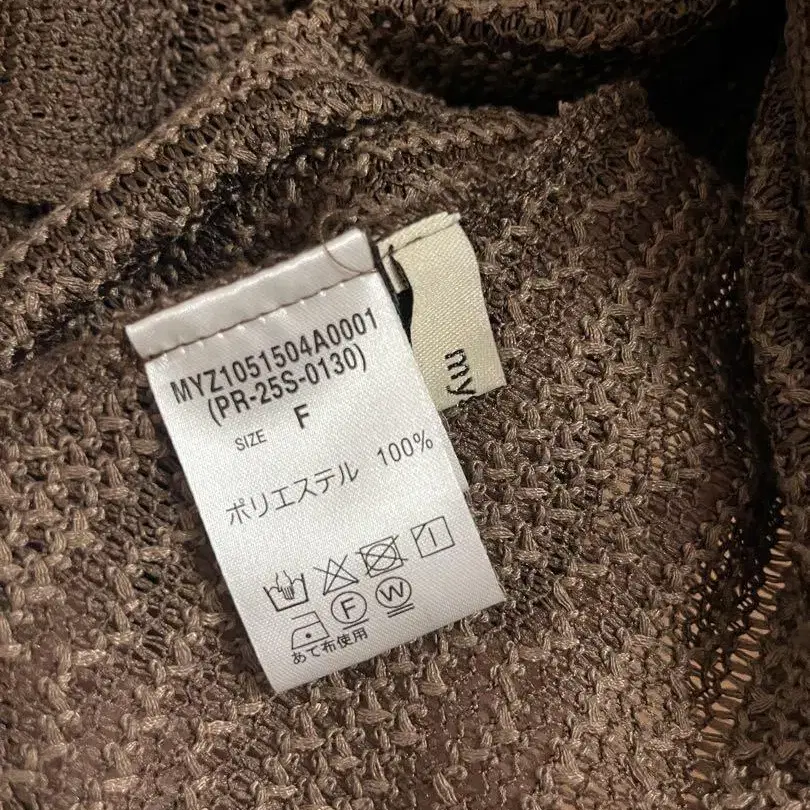 MYZ1051504A0001
(PR-25S-0130)
SIZE F
ポリエステル 100%
F W
あて布使用
my